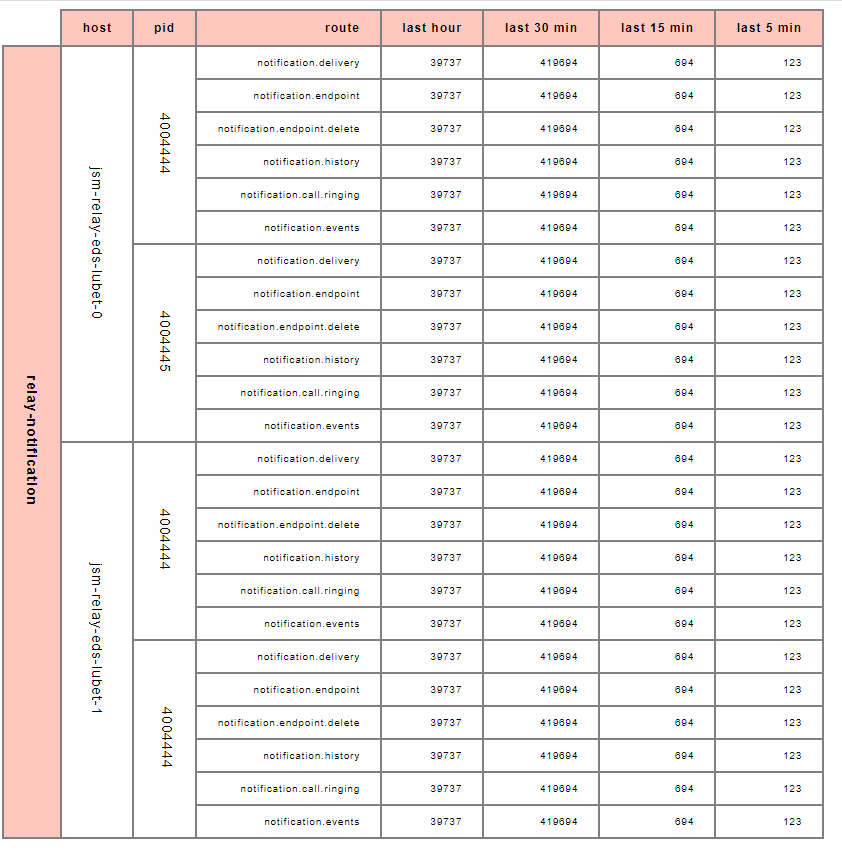 host pid route last hour last 30 min last 15 min last 5 min
relay-notification
jsm-relay-eds-lubet-0
4004444
notification.delivery 39737 419694 694 123
notification.endpoint 39737 419694 694 123
notification.endpoint.delete 39737 419694 694 123
notification.history 39737 419694 694 123
notification.call.ringing 39737 419694 694 123
notification.events 39737 419694 694 123
4004445
notification.delivery 39737 419694 694 123
notification.endpoint 39737 419694 694 123
notification.endpoint.delete 39737 419694 694 123
notification.history 39737 419694 694 123
notification.call.ringing 39737 419694 694 123
notification.events 39737 419694 694 123
jsm-relay-eds-lubet-1
4004444
notification.delivery 39737 419694 694 123
notification.endpoint 39737 419694 694 123
notification.endpoint.delete 39737 419694 694 123
notification.history 39737 419694 694 123
notification.call.ringing 39737 419694 694 123
notification.events 39737 419694 694 123
4004444
notification.delivery 39737 419694 694 123
notification.endpoint 39737 419694 694 123
notification.endpoint.delete 39737 419694 694 123
notification.history 39737 419694 694 123
notification.call.ringing 39737 419694 694 123
notification.events 39737 419694 694 123